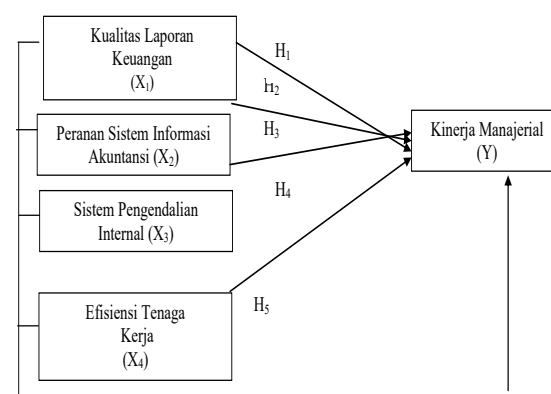 Kualitas Laporan
Keuangan
(X₁)
H₁
H₂
Peranan Sistem Informasi
Akuntansi (X₂)
H₃
Kinerja Manajerial
(Y)
Sistem Pengendalian
Internal (X₃)
H₄
Efisiensi Tenaga
Kerja
(X₄)
H₅